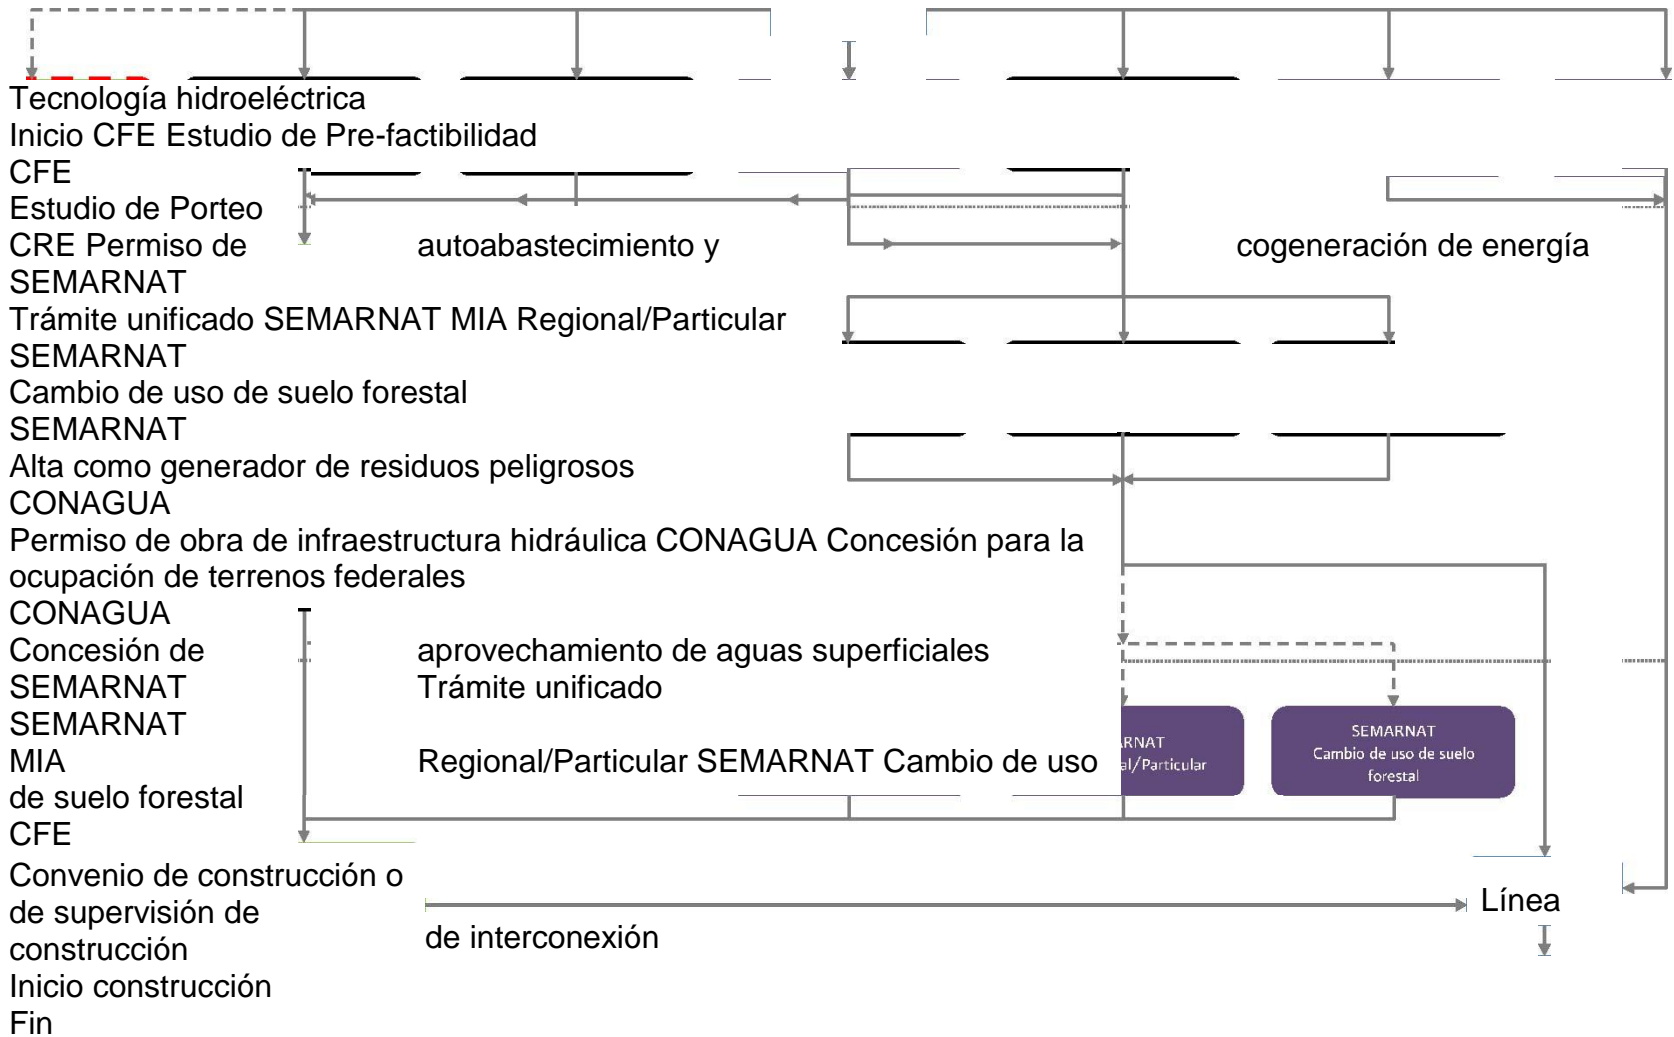 Tecnología hidroeléctrica
Inicio CFE Estudio de Pre-factibilidad
CFE
Estudio de Porteo
CRE Permiso de autoabastecimiento y cogeneración de energía
SEMARNAT
Trámite unificado SEMARNAT MIA Regional/Particular
SEMARNAT
Cambio de uso de suelo forestal
SEMARNAT
Alta como generador de residuos peligrosos
CONAGUA
Permiso de obra de infraestructura hidráulica CONAGUA Concesión para la
ocupación de terrenos federales
CONAGUA
Concesión de aprovechamiento de aguas superficiales
SEMARNAT Trámite unificado
SEMARNAT
MIA Regional/Particular SEMARNAT Cambio de uso
de suelo forestal
RNAT
al/Particular
SEMARNAT
Cambio de uso de suelo
forestal
CFE
Convenio de construcción o
de supervisión de
construcción
Línea
de interconexión
Inicio construcción
Fin